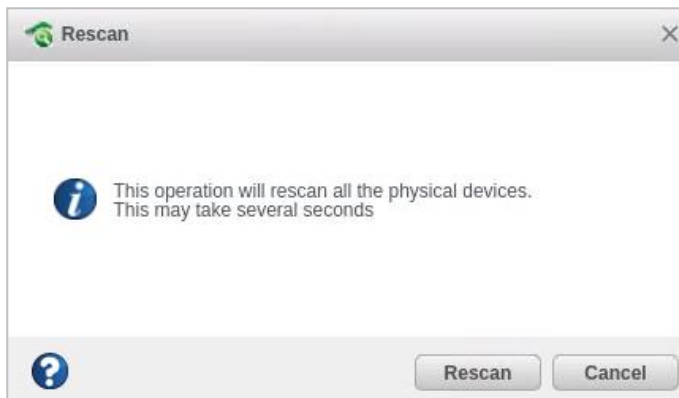 Rescan
This operation will rescan all the physical devices.
This may take several seconds
Rescan
Cancel